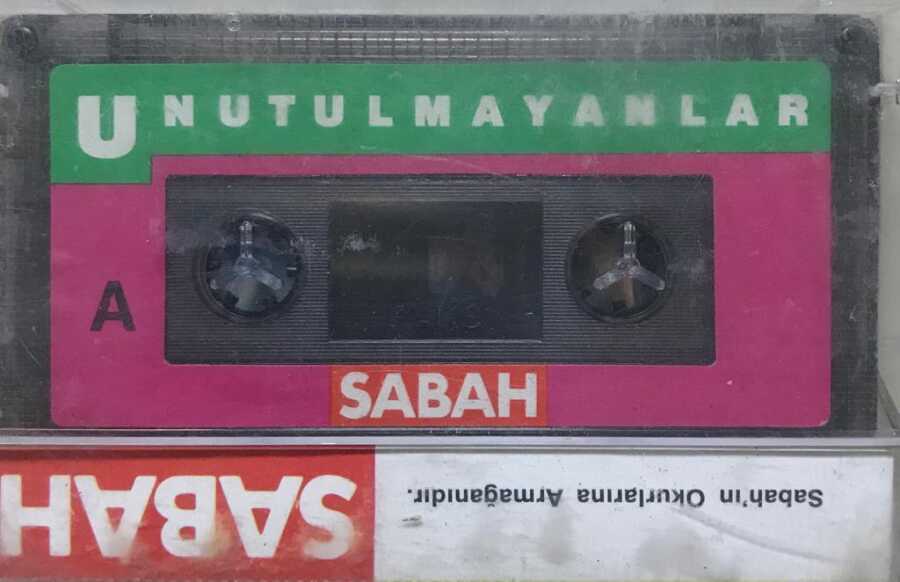 UNUTULMAYANLAR
A
SABAH
SABAH
Sabah'ın Okurlarına Armağanıdır.